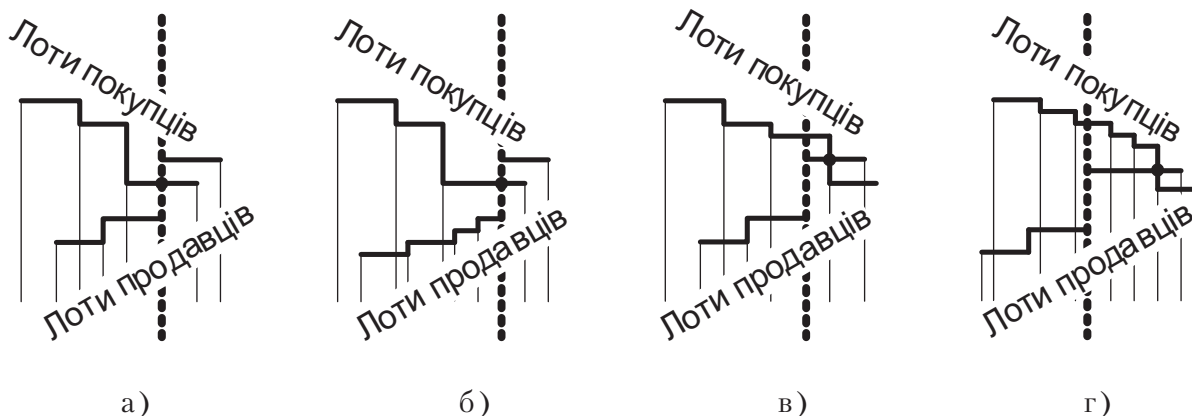 Лоти покупців
Лоти покупців
Лоти покупців
Лоти покупців
Лоти продавців
Лоти продавців
Лоти продавців
Лоти продавців
а)
б)
в)
г)